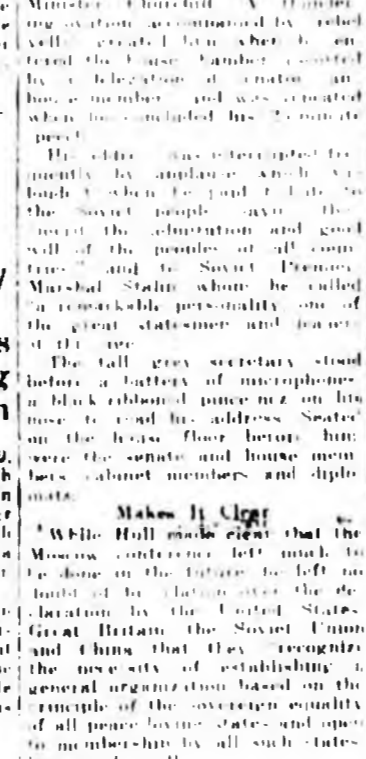 Minister Churchill A thunder
ing ovation accompanied by rebel
yells greeted him when he en
tered the house chamber escorted
by a delegation of senators and
house members and was repeated
when he concluded his
speech
His address was interrupted fre
quently by applause which was
when he paid tribute to
the Soviet people saying they
merit the admiration and good
will of the peoples of all coun
tries" and to Soviet Premier
Marshal Stalin whom he called
"a remarkable personality one of
the great statesmen and leaders
of this age
The tall grey secretary stood
before a battery of microphones
a black ribboned pince nez on his
nose to read his address Seated
on the house floor before him
were the senate and house mem
bers cabinet members and diplo
mats
Makes It Clear
While Hull made clear that the
Moscow conference left much to
be done in the future he left no
doubt of his elation over the de
claration by the United States
Great Britain the Soviet Union
and China that they recognize
the necessity of establishing a
general organization based on the
principle of the sovereign equality
of all peace loving states and open
to membership by all such states